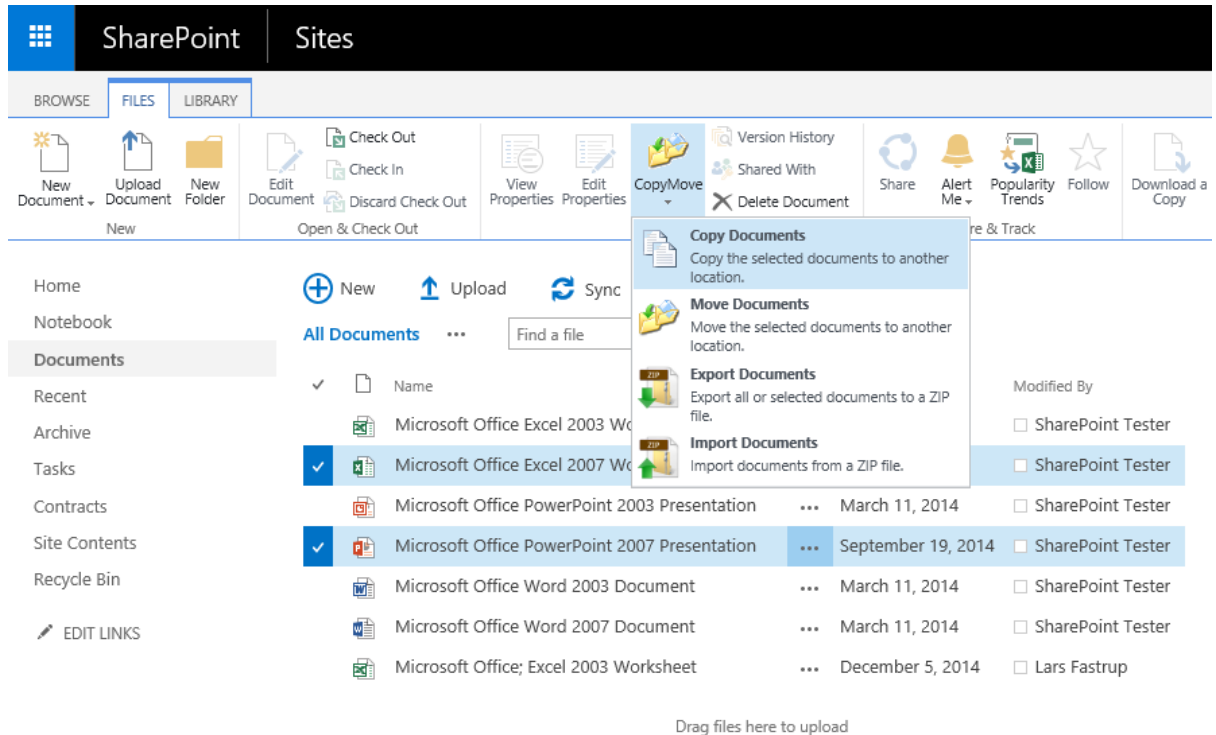 SharePoint Sites
BROWSE FILES LIBRARY
New Document
Upload Document
New Folder
New
Edit Document
Check Out
Check In
Discard Check Out
Open & Check Out
View Properties
Edit Properties
CopyMove
Version History
Shared With
Delete Document
Share
Alert Me
Popularity Trends
Follow
re & Track
Download a Copy
Copy Documents
Copy the selected documents to another
location.
Move Documents
Move the selected documents to another
location.
ZIP
Export Documents
Export all or selected documents to a ZIP
file.
ZIP
Import Documents
Import documents from a ZIP file.
Home
Notebook
Documents
Recent
Archive
Tasks
Contracts
Site Contents
Recycle Bin
EDIT LINKS
New Upload Sync
All Documents ••• Find a file
Name Modified By
Microsoft Office Excel 2003 Wo SharePoint Tester
Microsoft Office Excel 2007 Wo SharePoint Tester
Microsoft Office PowerPoint 2003 Presentation ••• March 11, 2014 SharePoint Tester
Microsoft Office PowerPoint 2007 Presentation ••• September 19, 2014 SharePoint Tester
Microsoft Office Word 2003 Document ••• March 11, 2014 SharePoint Tester
Microsoft Office Word 2007 Document ••• March 11, 2014 SharePoint Tester
Microsoft Office; Excel 2003 Worksheet ••• December 5, 2014 Lars Fastrup
Drag files here to upload